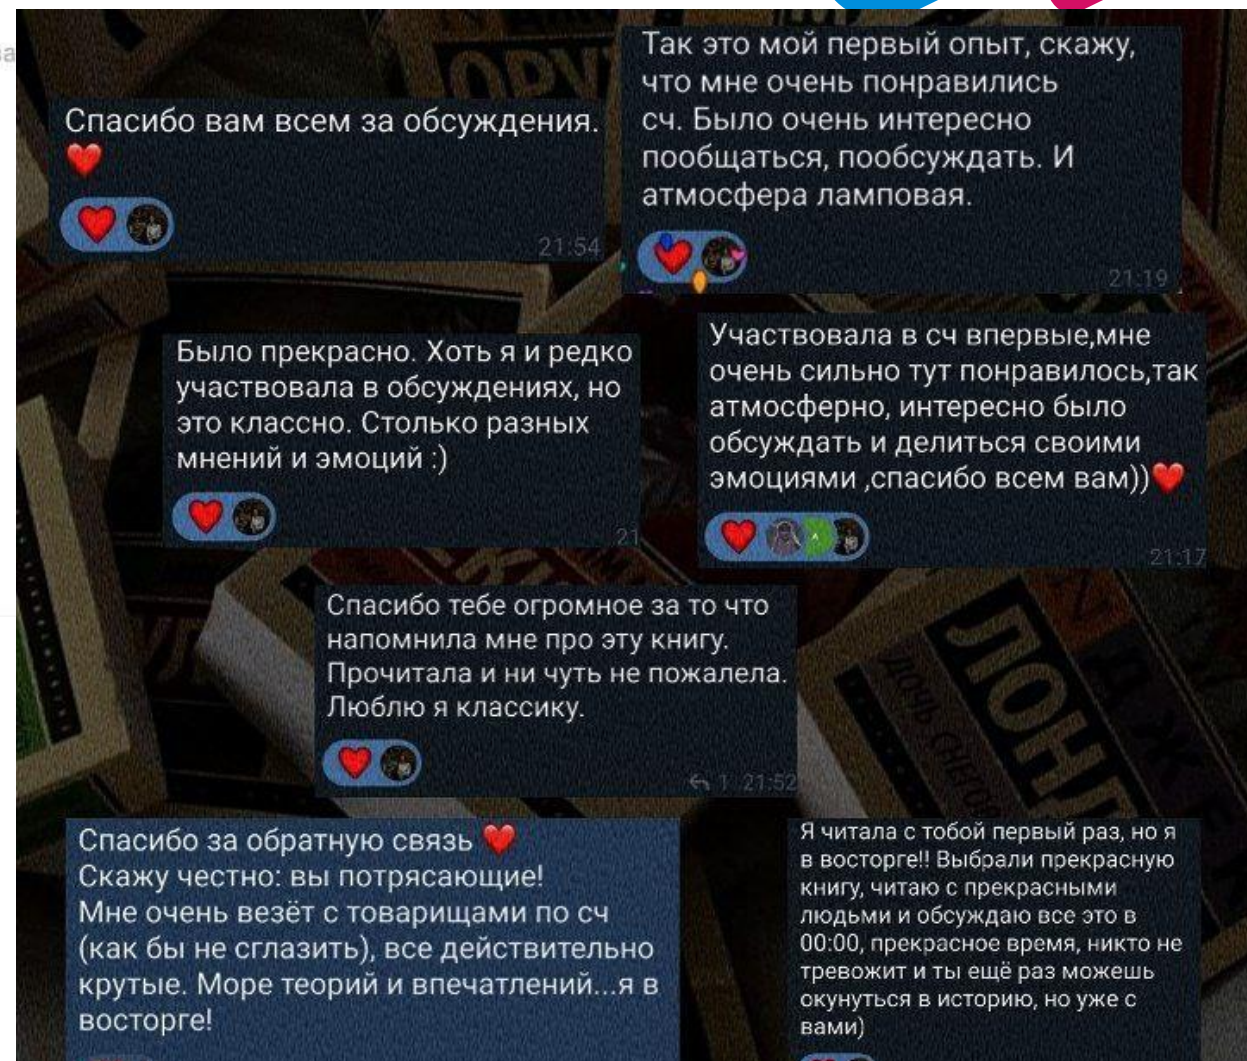 Спасибо вам всем за обсуждения.
❤️
21:54
Так это мой первый опыт, скажу,
что мне очень понравились
сч. Было очень интересно
пообщаться, пообсуждать. И
атмосфера ламповая.
21:19
Было прекрасно. Хоть я и редко
участвовала в обсуждениях, но
это классно. Столько разных
мнений и эмоций :)
21
Участвовала в сч впервые,мне
очень сильно тут понравилось,так
атмосферно, интересно было
обсуждать и делиться своими
эмоциями ,спасибо всем вам))❤️
21:17
Спасибо тебе огромное за то что
напомнила мне про эту книгу.
Прочитала и ни чуть не пожалела.
Люблю я классику.
1 21:52
Спасибо за обратную связь ❤️
Скажу честно: вы потрясающие!
Мне очень везёт с товарищами по сч
(как бы не сглазить), все действительно
крутые. Море теорий и впечатлений...я в
восторге!
Я читала с тобой первый раз, но я
в восторге!! Выбрали прекрасную
книгу, читаю с прекрасными
людьми и обсуждаю все это в
00:00, прекрасное время, никто не
тревожит и ты ещё раз можешь
окунуться в историю, но уже с
вами)
ДОЧЬ СНЕГОВ